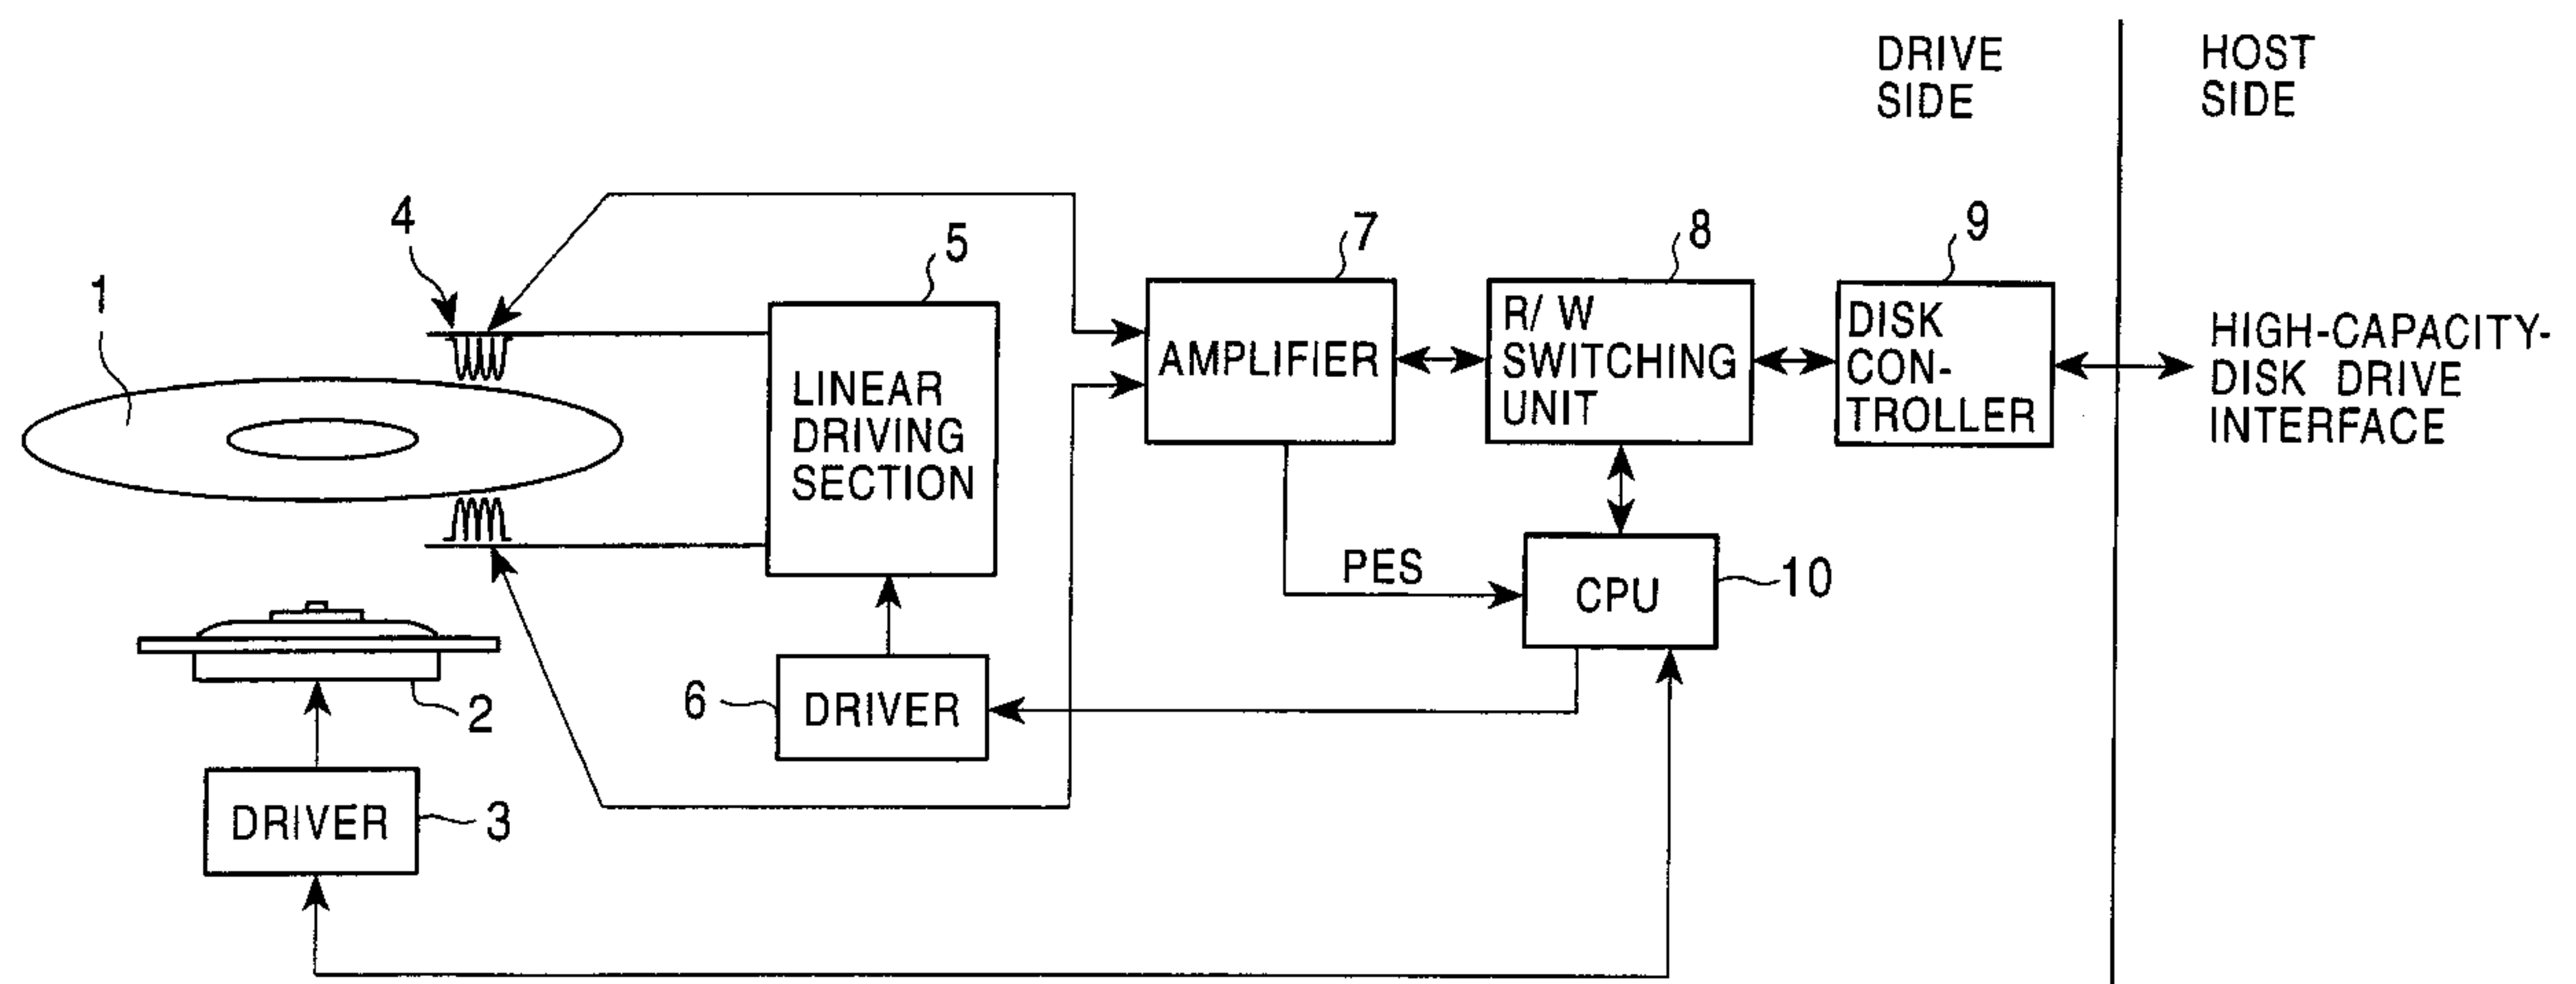 DRIVE
SIDE
HOST
SIDE
1
4
5
7
8
9
LINEAR
DRIVING
SECTION
AMPLIFIER
R/W
SWITCHING
UNIT
DISK
CON-
TROLLER
HIGH-CAPACITY-
DISK DRIVE
INTERFACE
PES
CPU
10
2
6
DRIVER
DRIVER
3